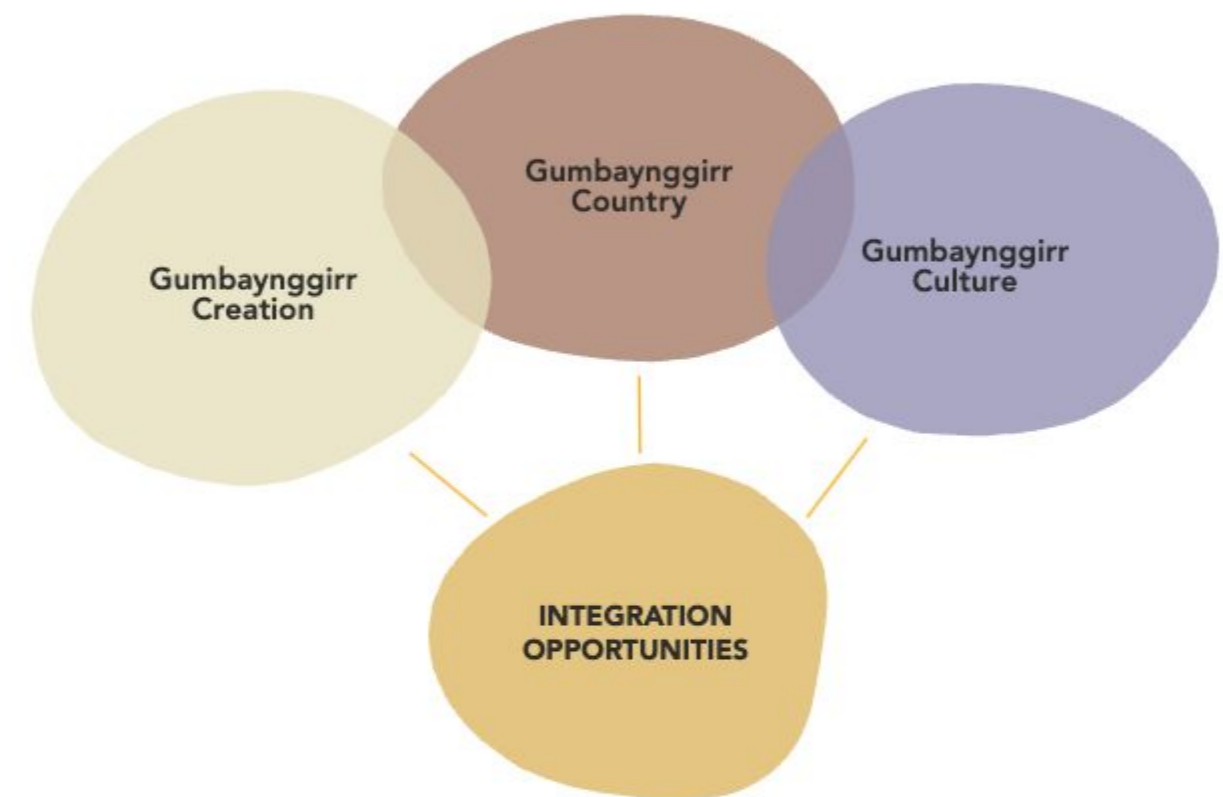 Gumbaynggirr
Country
Gumbaynggirr
Creation
Gumbaynggirr
Culture
INTEGRATION
OPPORTUNITIES